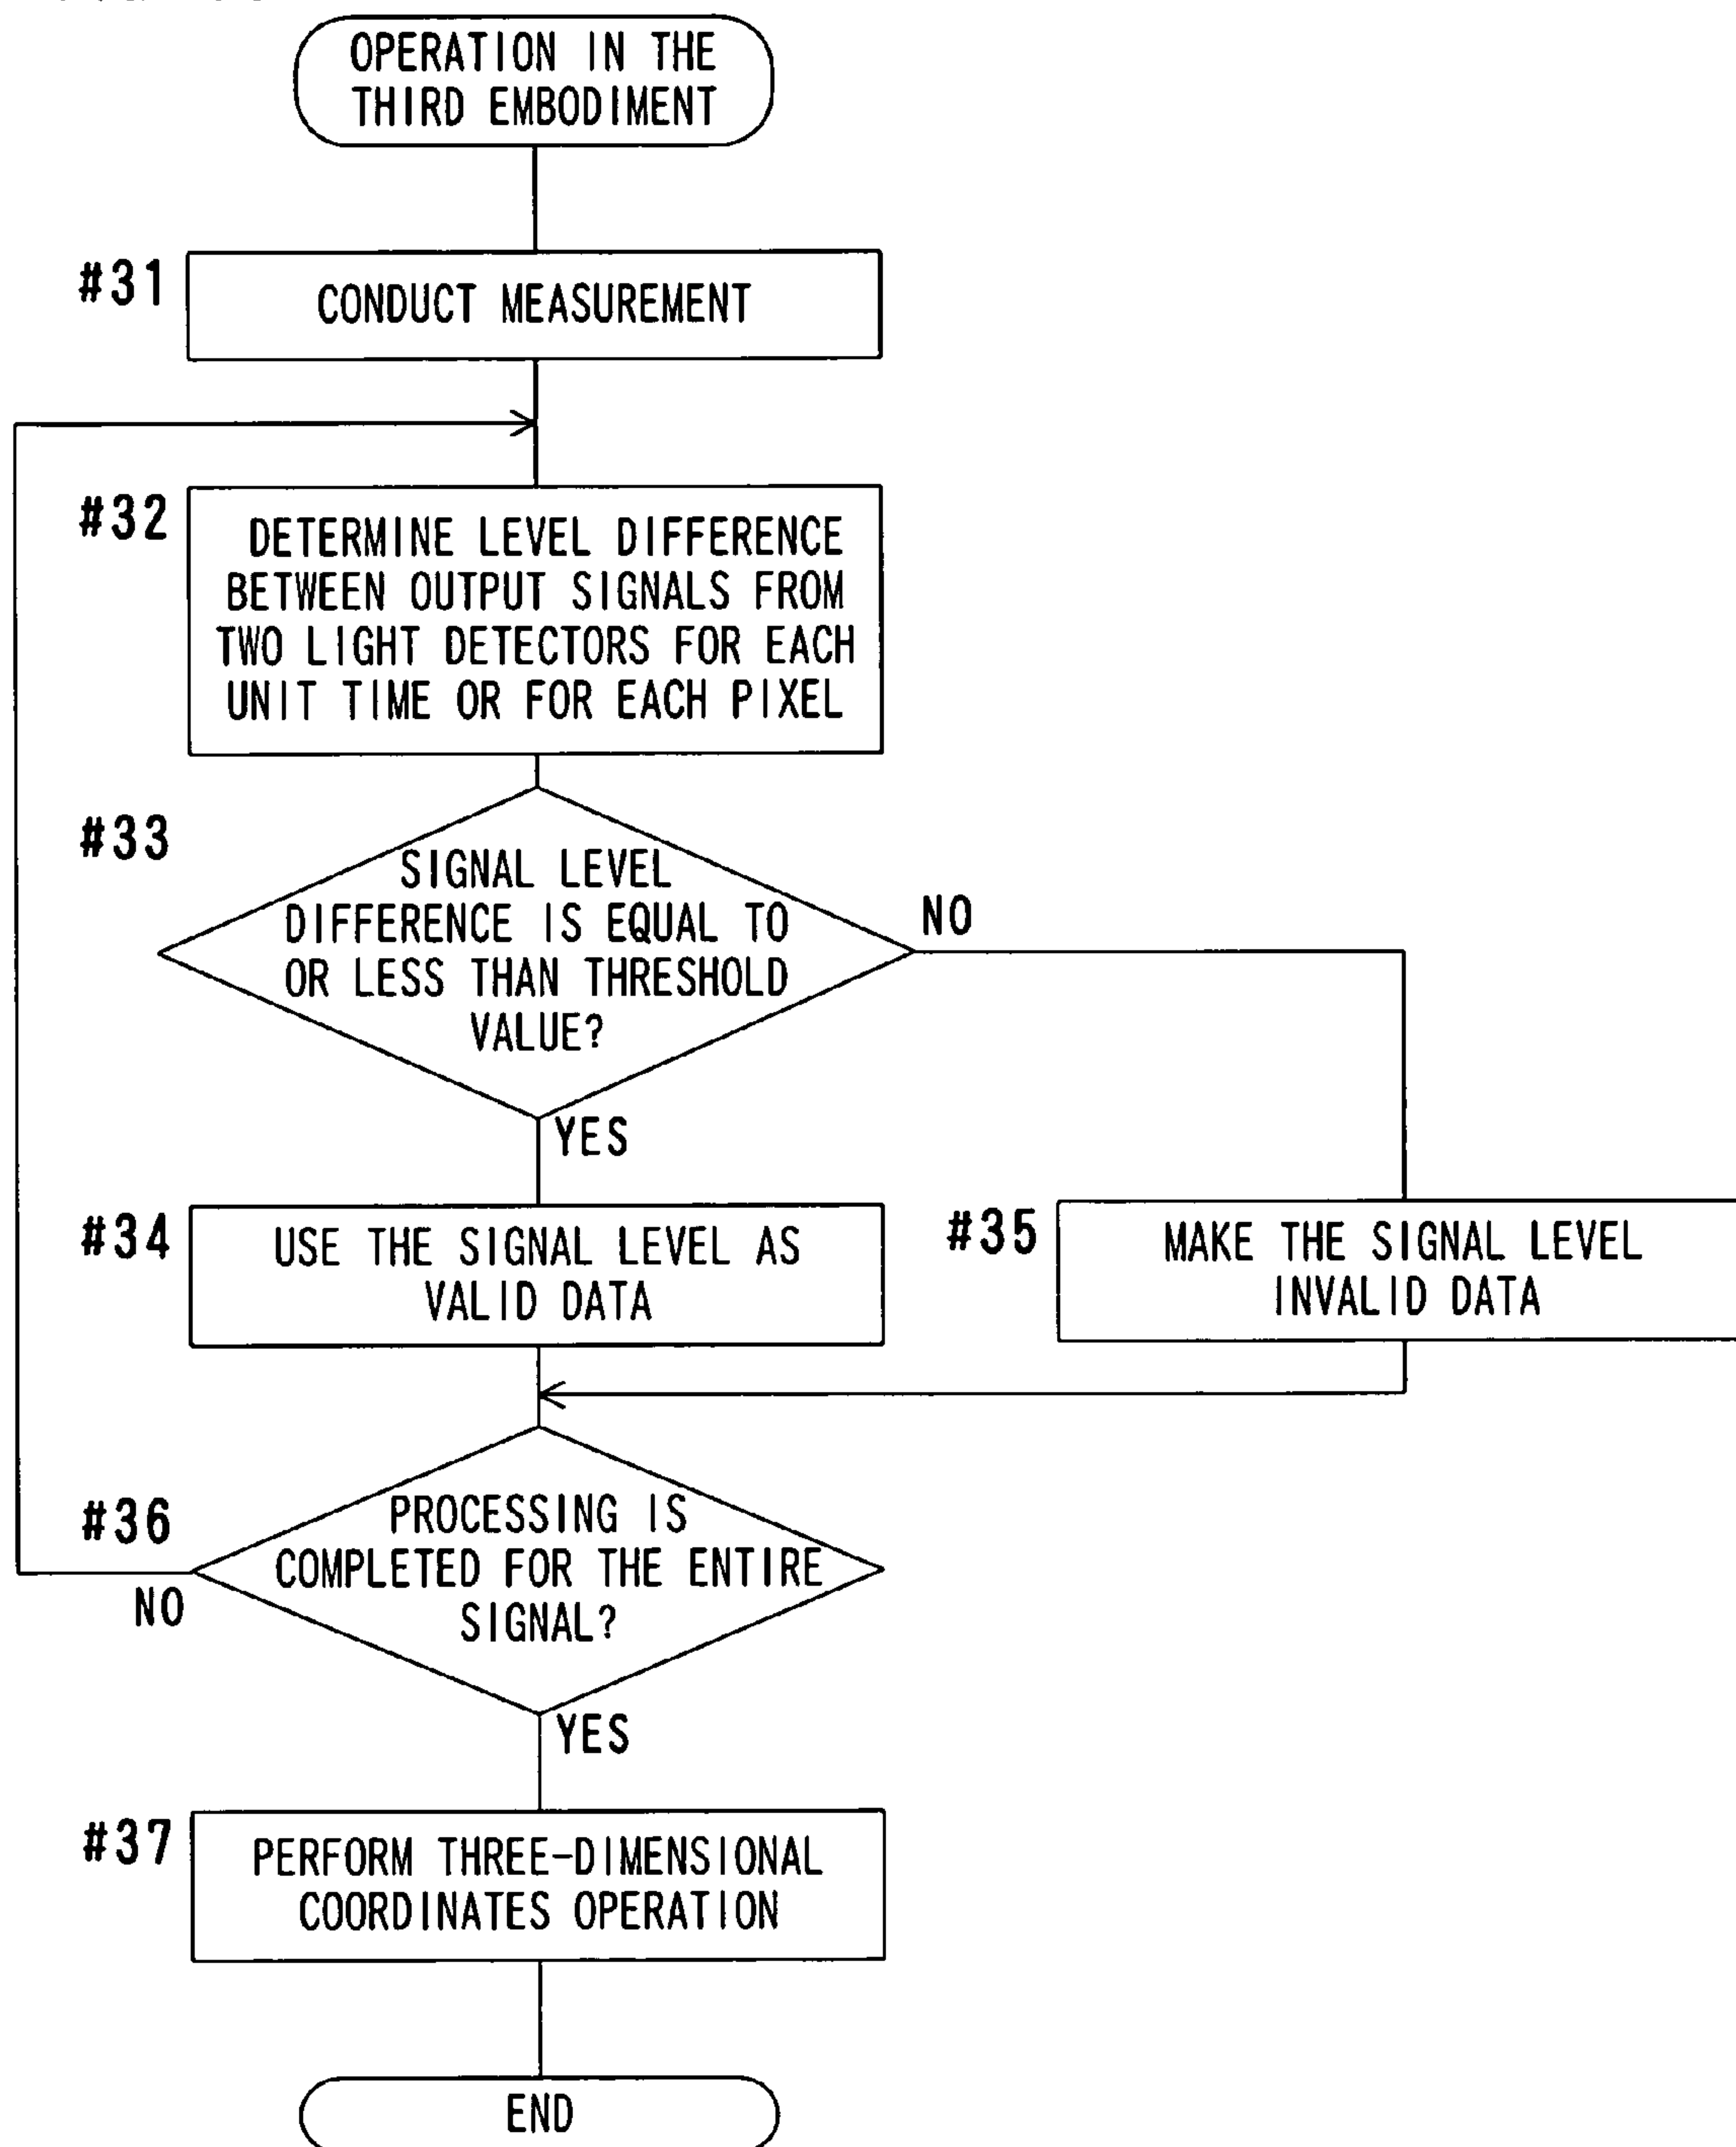 OPERATION IN THE
THIRD EMBODIMENT
#31
CONDUCT MEASUREMENT
#32
DETERMINE LEVEL DIFFERENCE
BETWEEN OUTPUT SIGNALS FROM
TWO LIGHT DETECTORS FOR EACH
UNIT TIME OR FOR EACH PIXEL
#33
SIGNAL LEVEL
DIFFERENCE IS EQUAL TO
OR LESS THAN THRESHOLD
VALUE?
NO
YES
#34
USE THE SIGNAL LEVEL AS
VALID DATA
#35
MAKE THE SIGNAL LEVEL
INVALID DATA
#36
PROCESSING IS
COMPLETED FOR THE ENTIRE
SIGNAL?
NO
YES
#37
PERFORM THREE-DIMENSIONAL
COORDINATES OPERATION
END